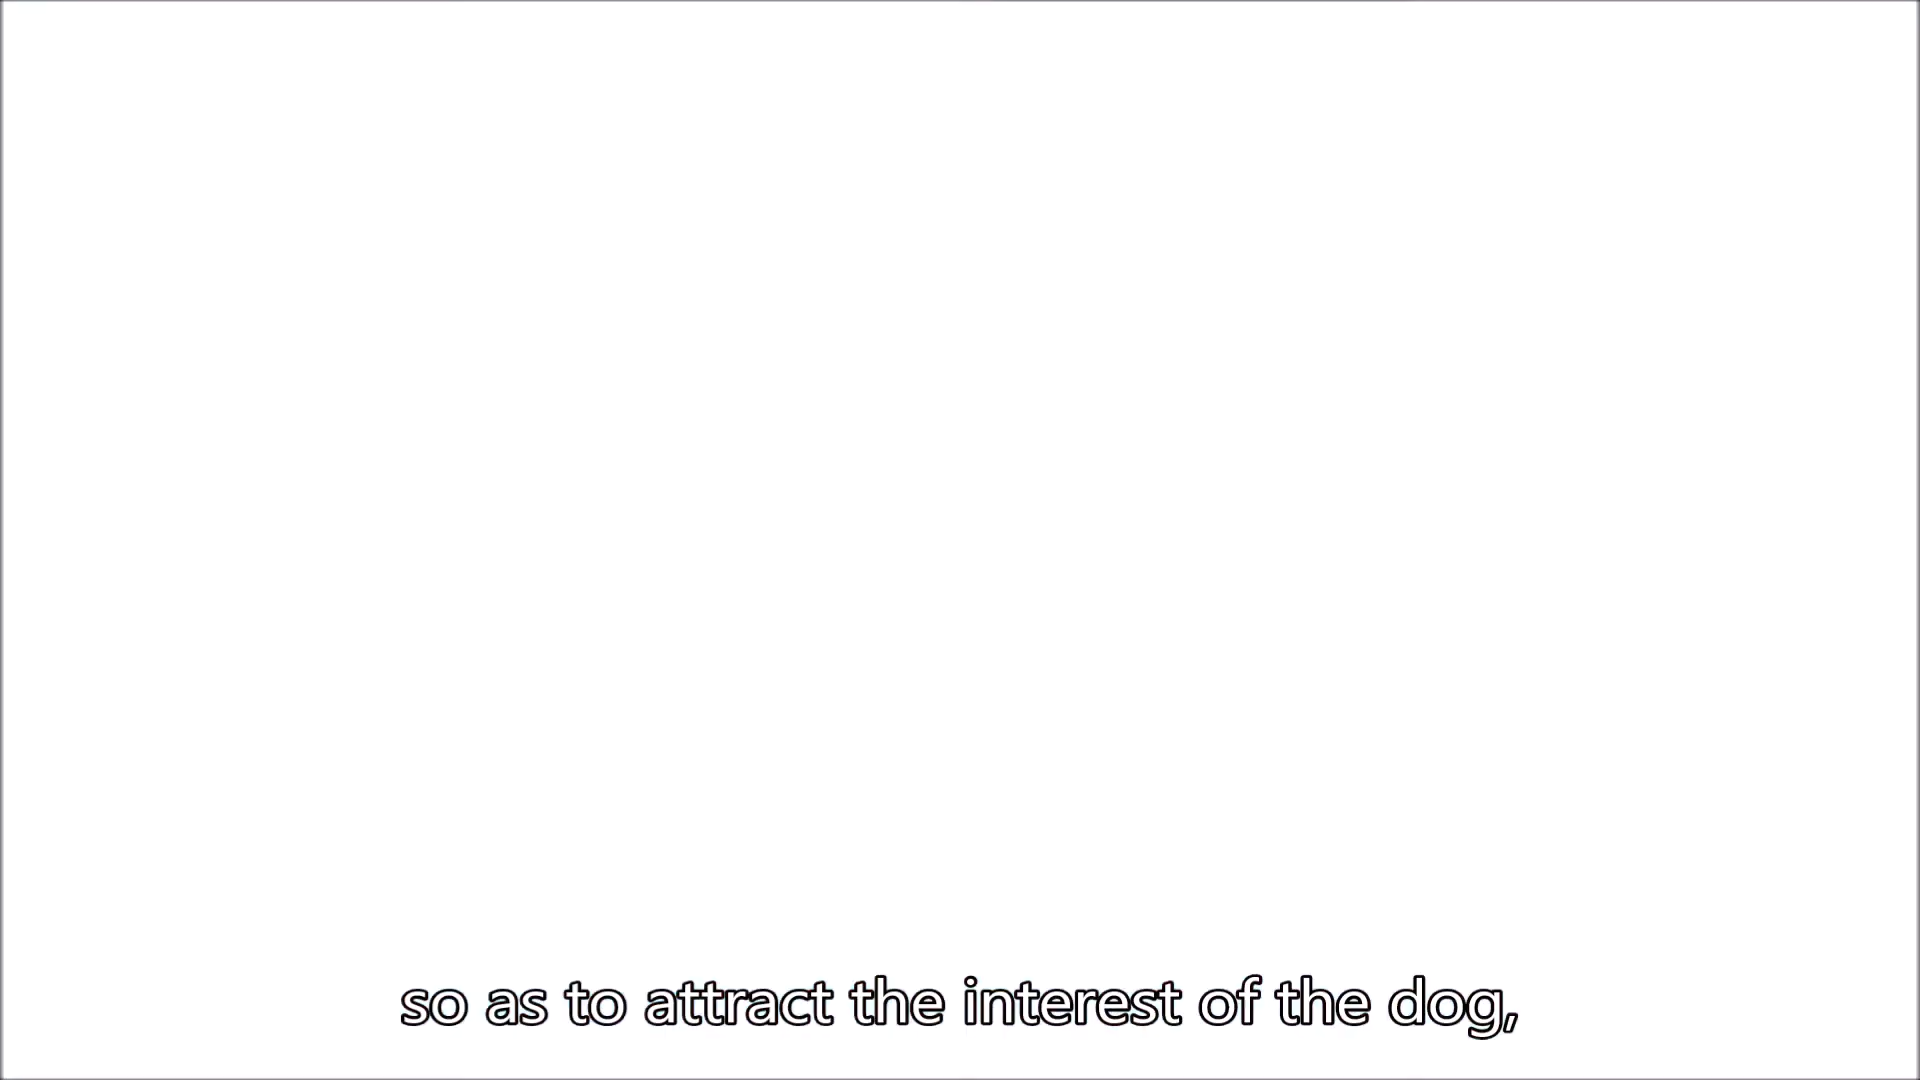 so as to attract the interest of the dog,